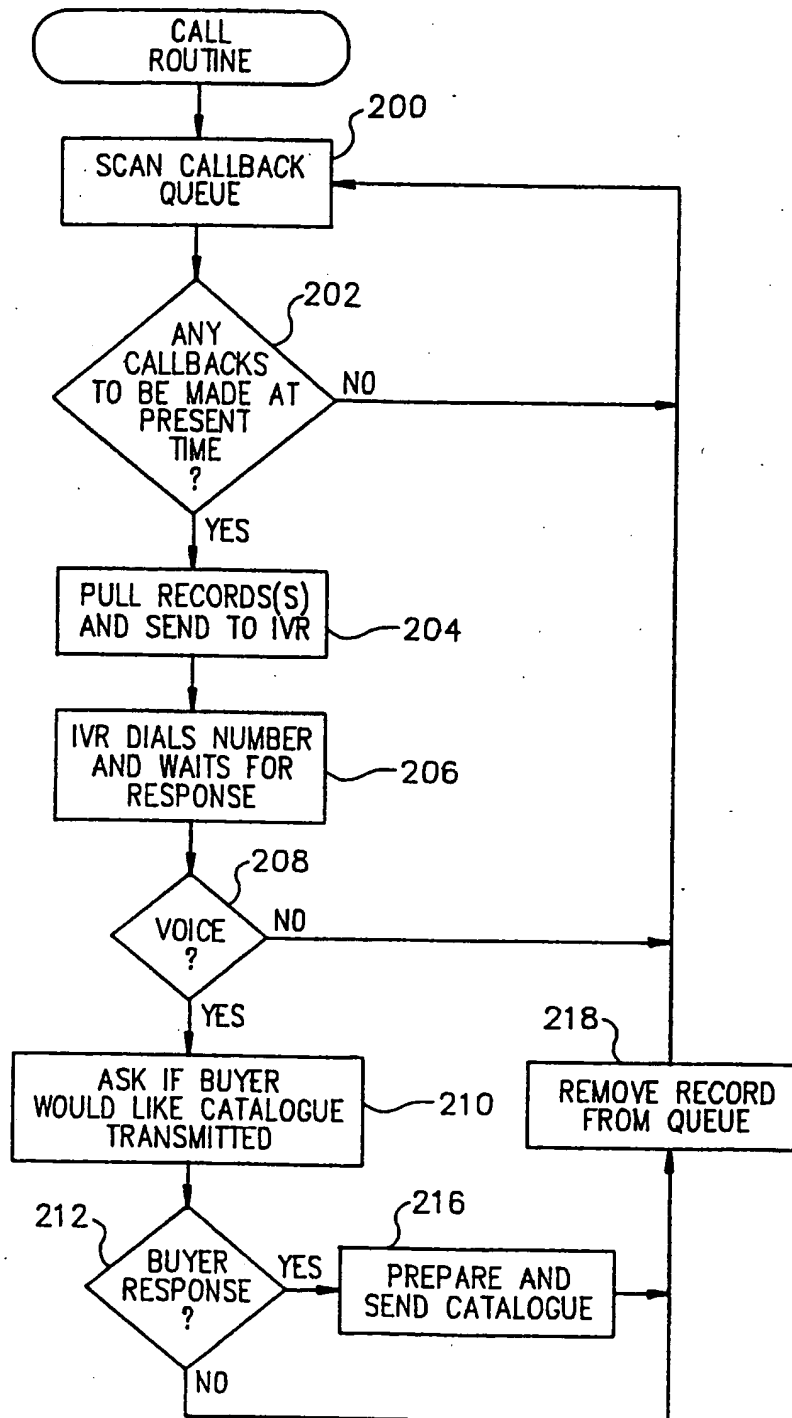 CALL
ROUTINE
200
SCAN CALLBACK
QUEUE
202
ANY
CALLBACKS
TO BE MADE AT
PRESENT
TIME
?
NO
YES
PULL RECORDS(S)
AND SEND TO IVR
204
IVR DIALS NUMBER
AND WAITS FOR
RESPONSE
206
208
VOICE
?
NO
YES
ASK IF BUYER
WOULD LIKE CATALOGUE
TRANSMITTED
210
218
REMOVE RECORD
FROM QUEUE
212
BUYER
RESPONSE
?
YES
216
PREPARE AND
SEND CATALOGUE
NO